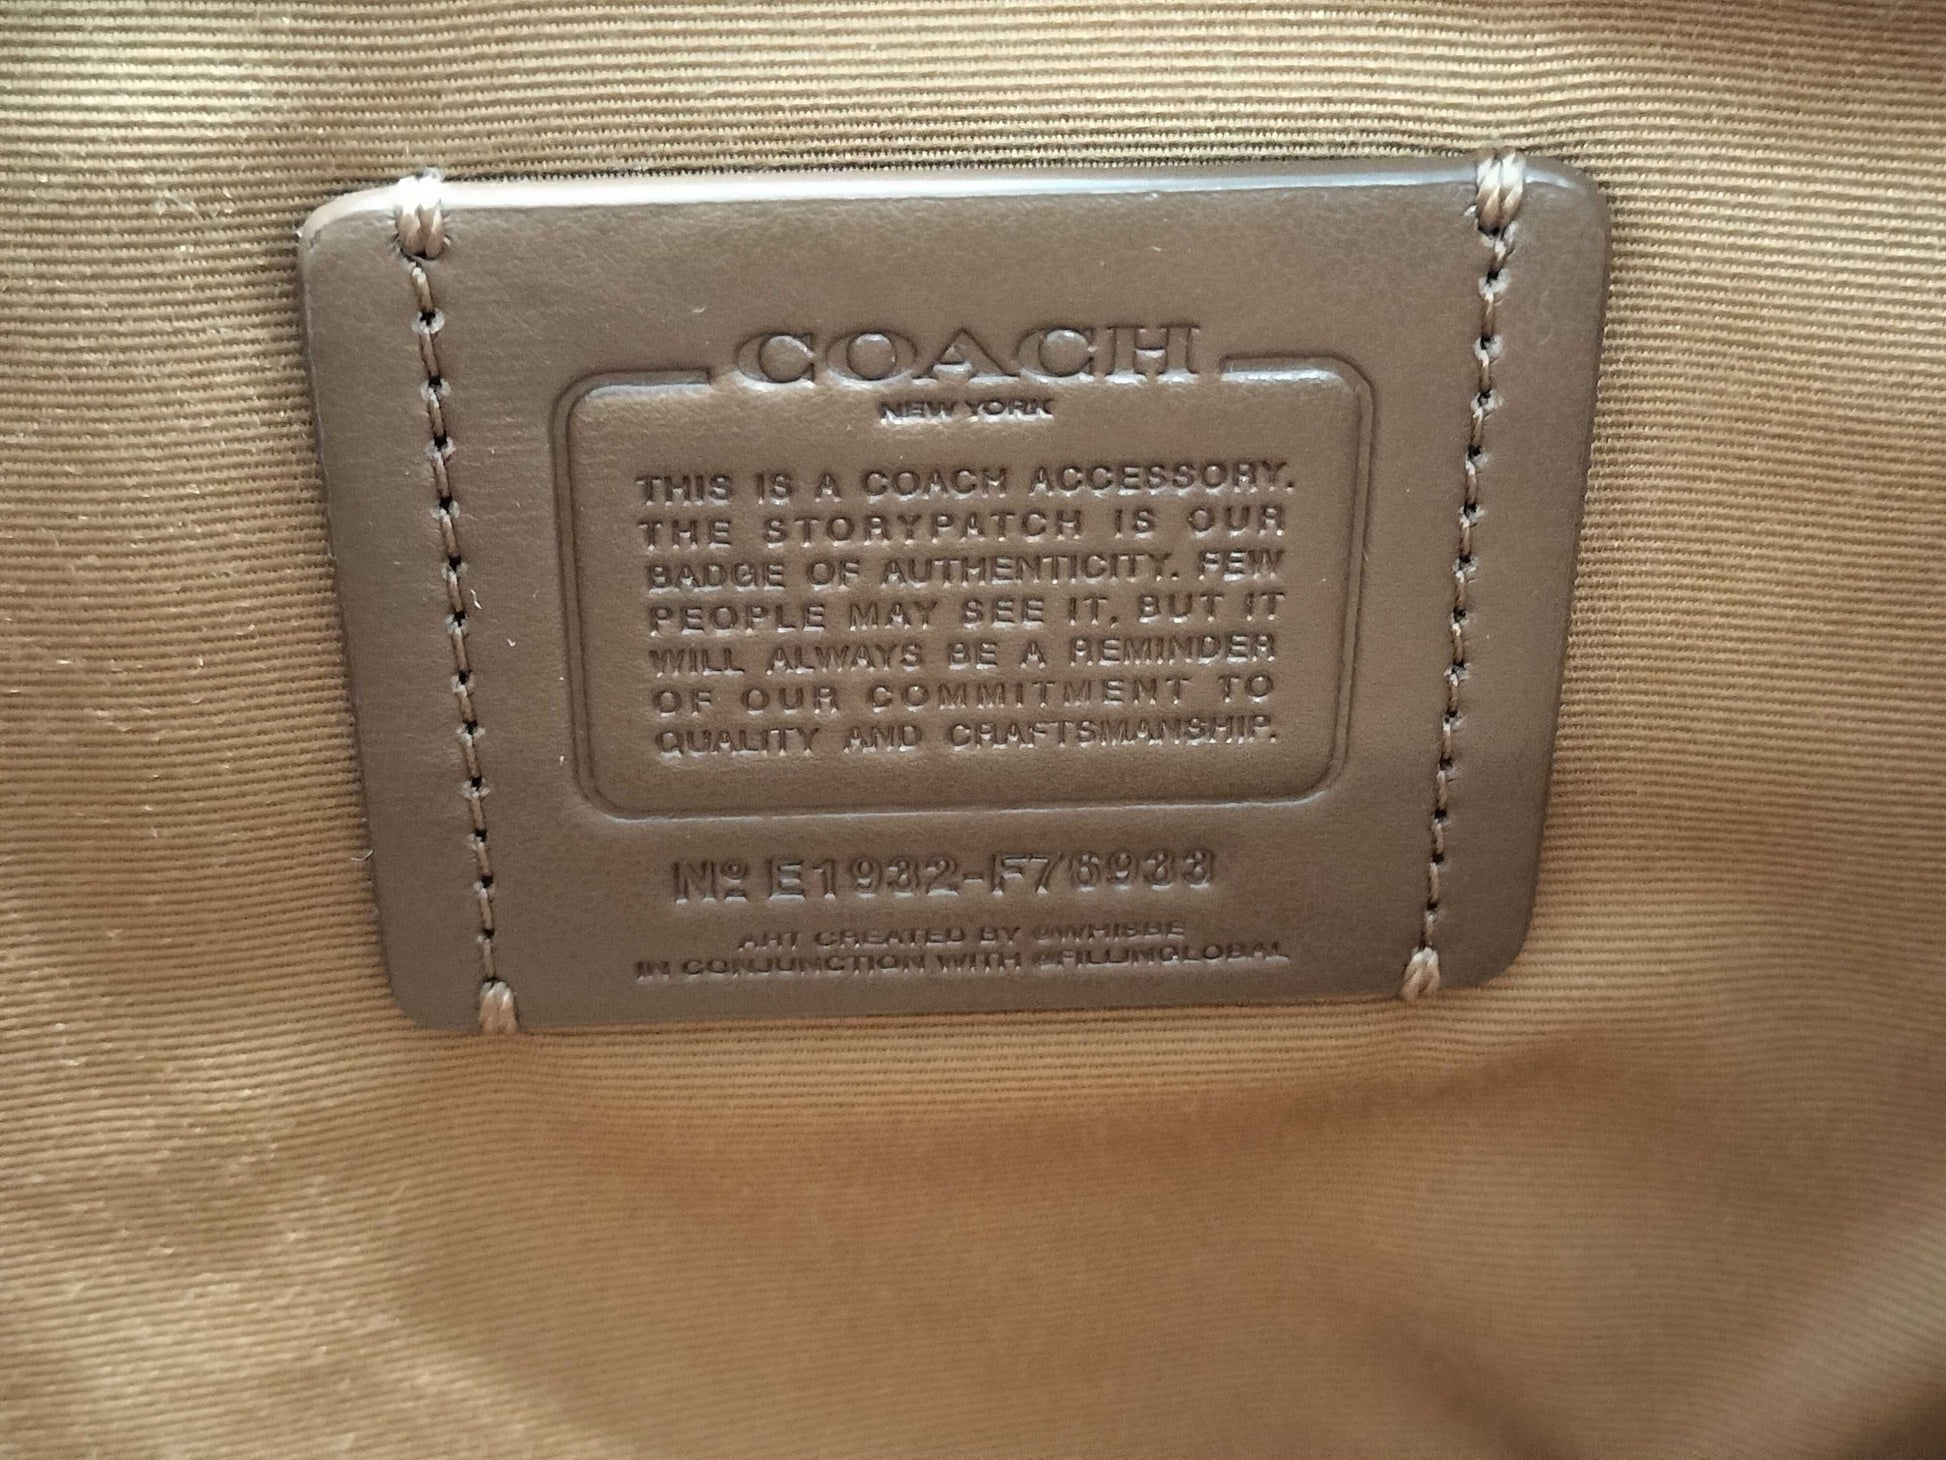 COACH
NEW YORK
THIS IS A COACH ACCESSORY.
THE STORYPATCH IS OUR
BADGE OF AUTHENTICITY. FEW
PEOPLE MAY SEE IT, BUT IT
WILL ALWAYS BE A REMINDER
OF OUR COMMITMENT TO
QUALITY AND CRAFTSMANSHIP.
Nº E1932-F76933
ART CREATED BY @WHISBE
IN CONJUNCTION WITH @FILLINGLOBAL